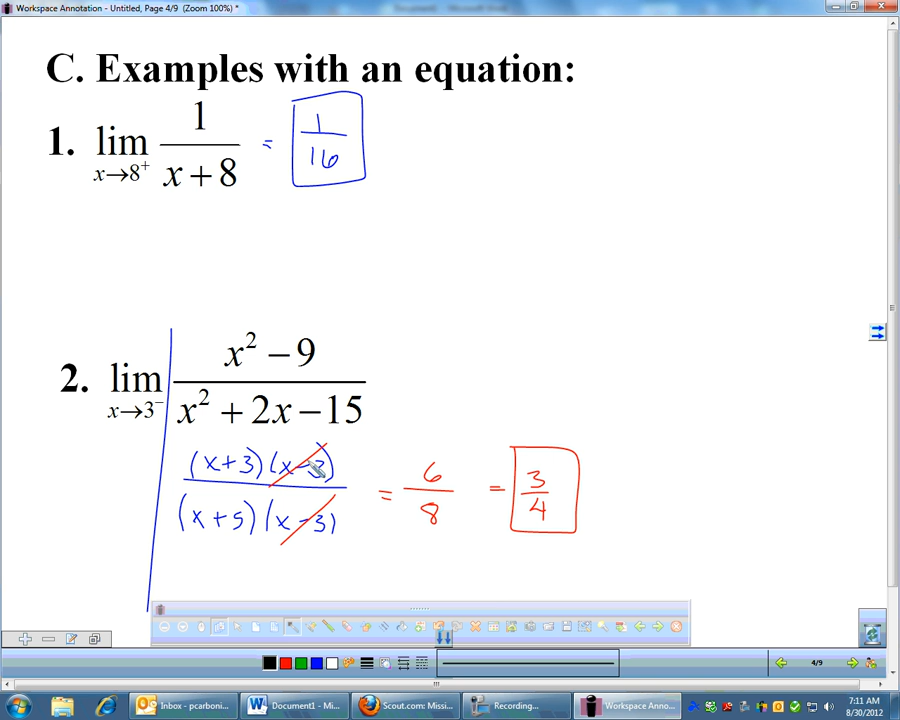 Workspace Annotation - Untitled, Page 4/9 (Zoom 100%) *
C. Examples with an equation:
1. lim x→8⁺ 1/(x+8) = 1/16
2. lim x→3⁻ (x² − 9)/(x² + 2x − 15)
(x+3)(x−3)/(x+5)(x−3) = 6/8 = 3/4
4/9
Inbox - pcarboni...
Document1 - Mi...
Scout.com: Missi...
Recording...
Workspace Anno...
7:11 AM
8/30/2012